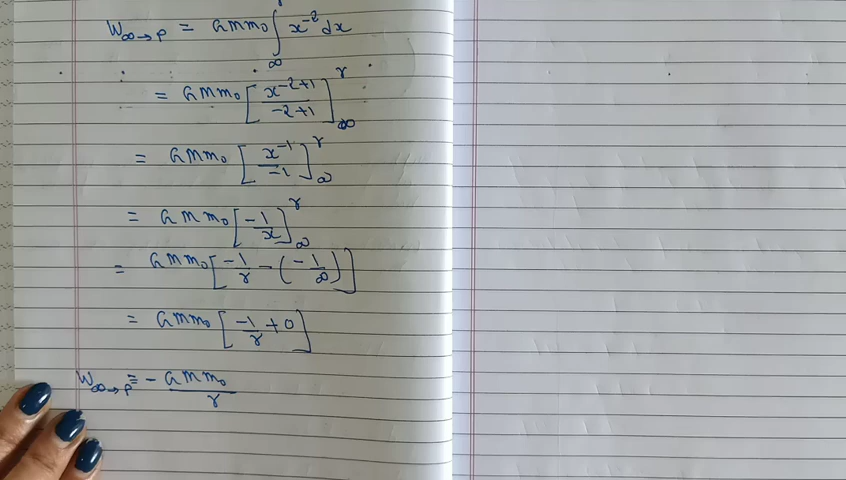 W∞→P = GMm₀ ∫∞^r x⁻² dx
= GMm₀ [x⁻²⁺¹ / -2+1]∞^r
= GMm₀ [x⁻¹ / -1]∞^r
= GMm₀ [-1/x]∞^r
= GMm₀ [-1/r - (-1/∞)]
= GMm₀ [-1/r + 0]
W∞→P = - GMm₀ / r